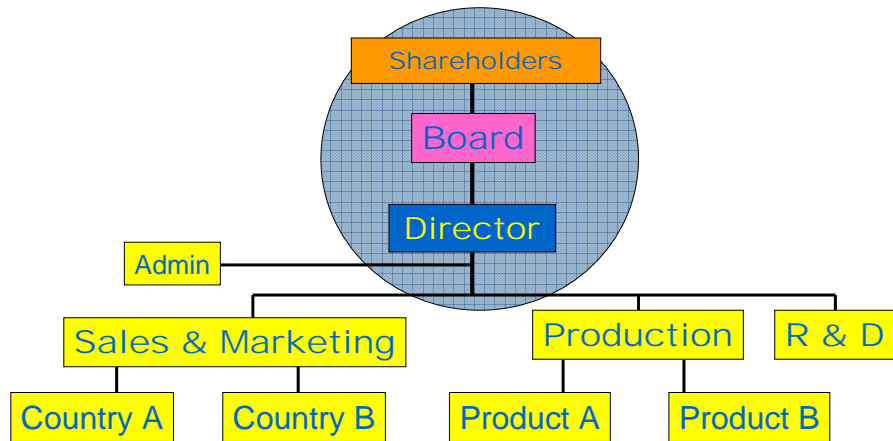 Shareholders
Board
Director
Admin
Sales & Marketing
Production
R & D
Country A
Country B
Product A
Product B